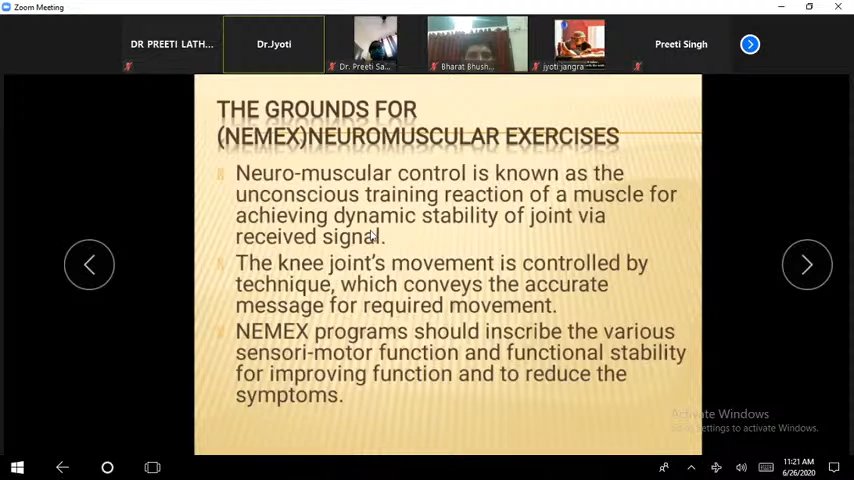 Zoom Meeting
DR PREETI LATH...
Dr.Jyoti
Dr. Preeti Sa...
Bharat Bhush...
jyoti jangra
Preeti Singh
THE GROUNDS FOR
(NEMEX)NEUROMUSCULAR EXERCISES
Neuro-muscular control is known as the
unconscious training reaction of a muscle for
achieving dynamic stability of joint via
received signal.
The knee joint's movement is controlled by
technique, which conveys the accurate
message for required movement.
NEMEX programs should inscribe the various
sensori-motor function and functional stability
for improving function and to reduce the
symptoms.
Activate Windows
Go to Settings to activate Windows.
11:21 AM
6/26/2020